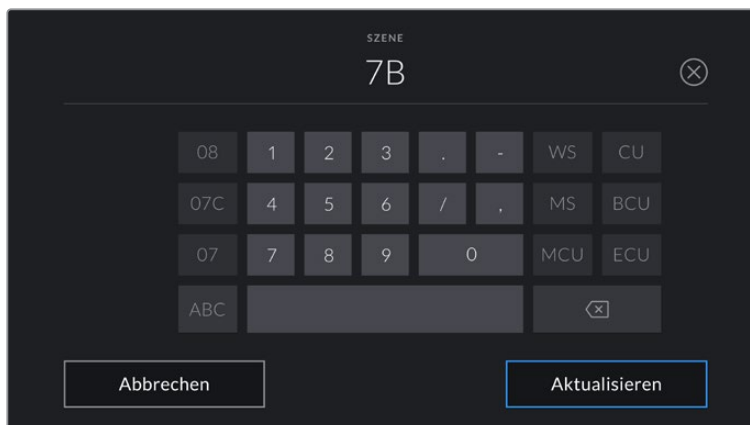 SZENE
7B
08 1 2 3 . - WS CU
07C 4 5 6 / , MS BCU
07 7 8 9 0 MCU ECU
ABC
Abbrechen Aktualisieren